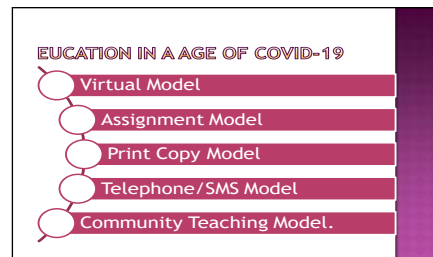 EUCATION IN A AGE OF COVID-19
Virtual Model
Assignment Model
Print Copy Model
Telephone/SMS Model
Community Teaching Model.